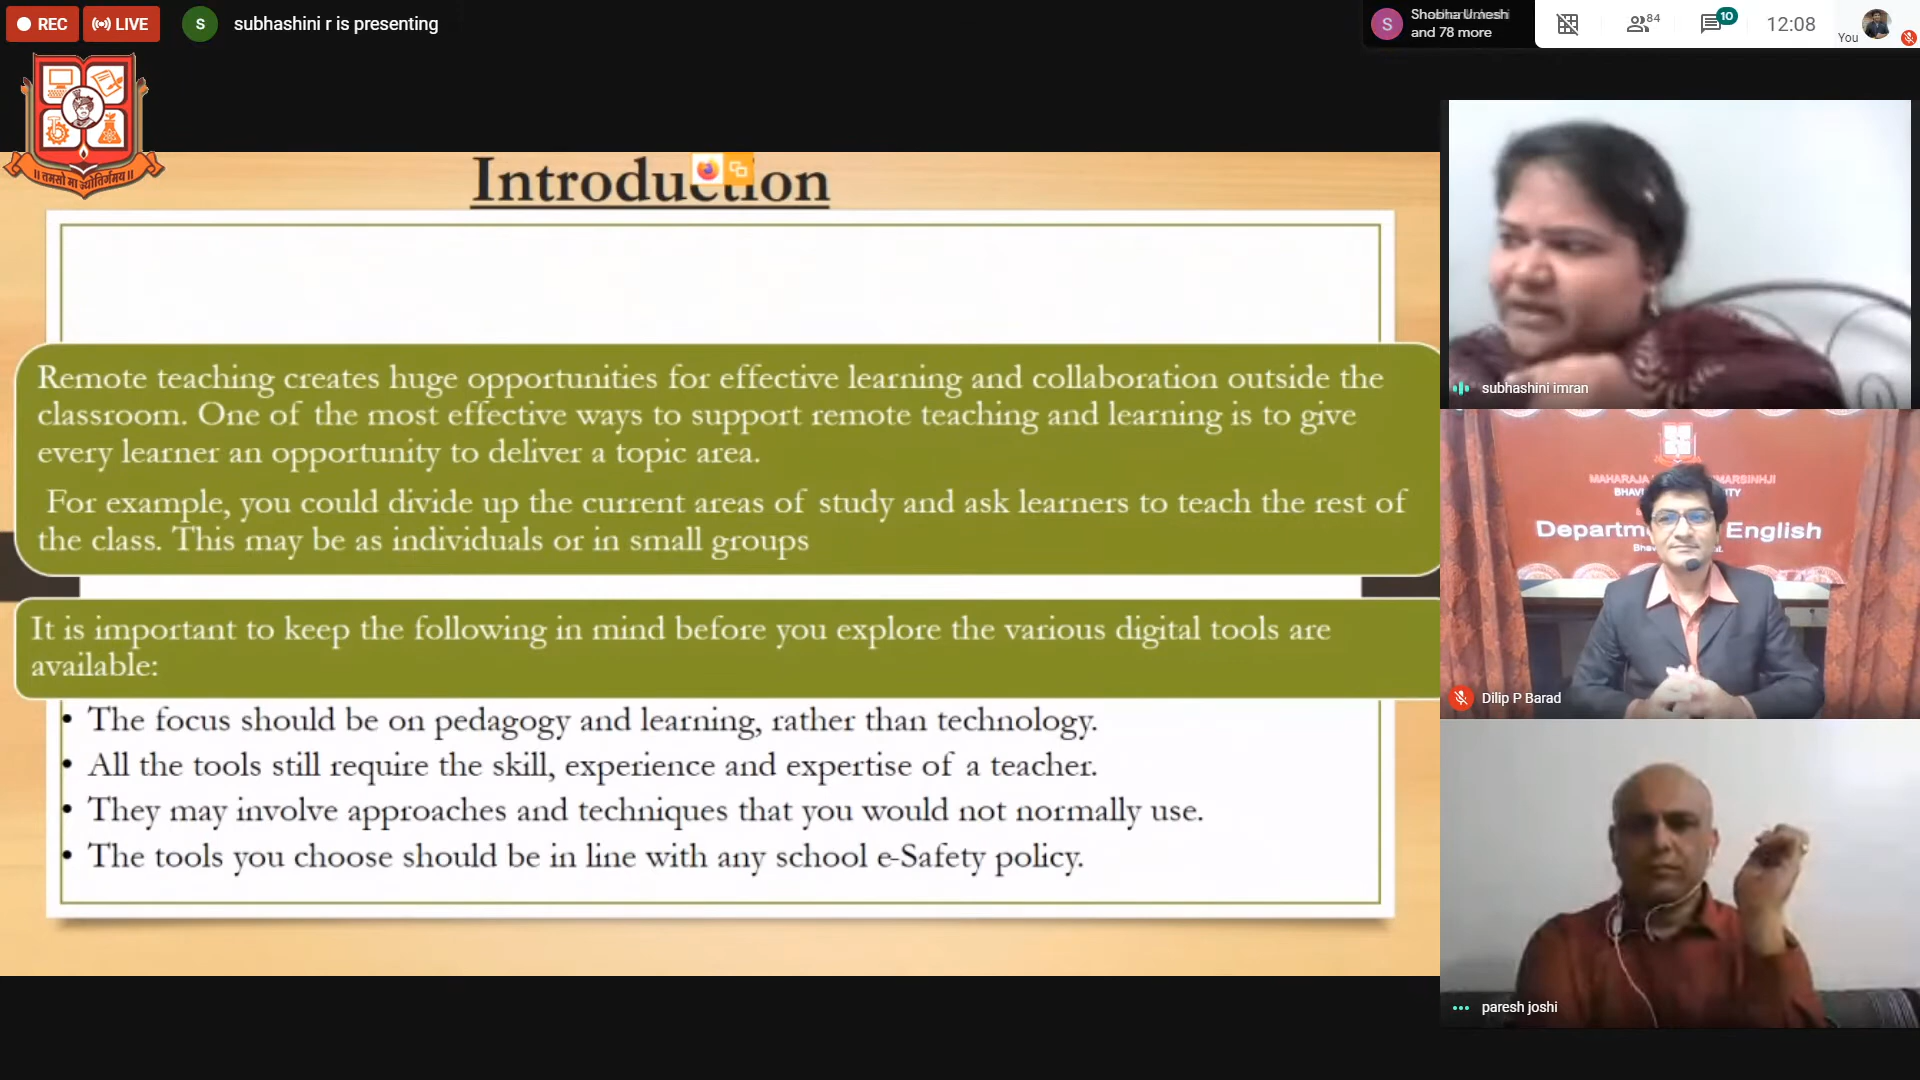 REC
LIVE
S
subhashini r is presenting
S
and 78 more
84
10
12:08
You
॥ तमसो मा ज्योतिर्गमय ॥
Introduction
Remote teaching creates huge opportunities for effective learning and collaboration outside the
classroom. One of the most effective ways to support remote teaching and learning is to give
every learner an opportunity to deliver a topic area.
For example, you could divide up the current areas of study and ask learners to teach the rest of
the class. This may be as individuals or in small groups
It is important to keep the following in mind before you explore the various digital tools are
available:
• The focus should be on pedagogy and learning, rather than technology.
• All the tools still require the skill, experience and expertise of a teacher.
• They may involve approaches and techniques that you would not normally use.
• The tools you choose should be in line with any school e-Safety policy.
subhashini imran
MAHARAJA
English
Dilip P Barad
paresh joshi